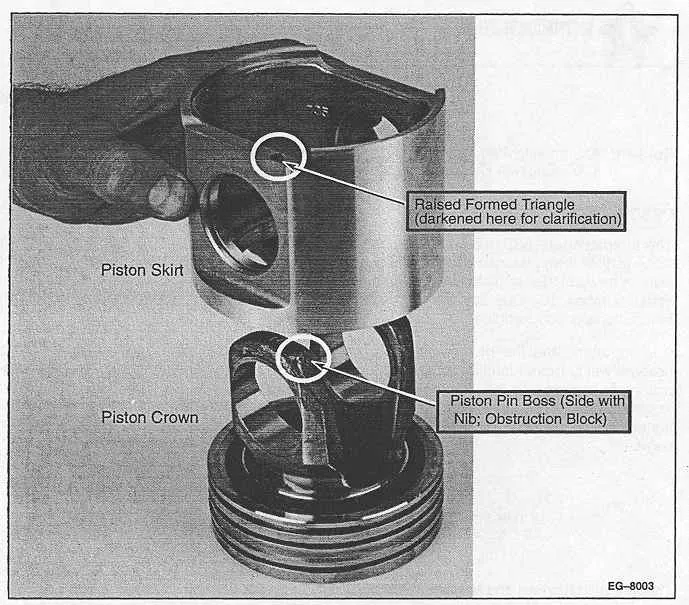 Raised Formed Triangle
(darkened here for clarification)
Piston Skirt
Piston Pin Boss (Side with
Nib; Obstruction Block)
Piston Crown
EG–8003